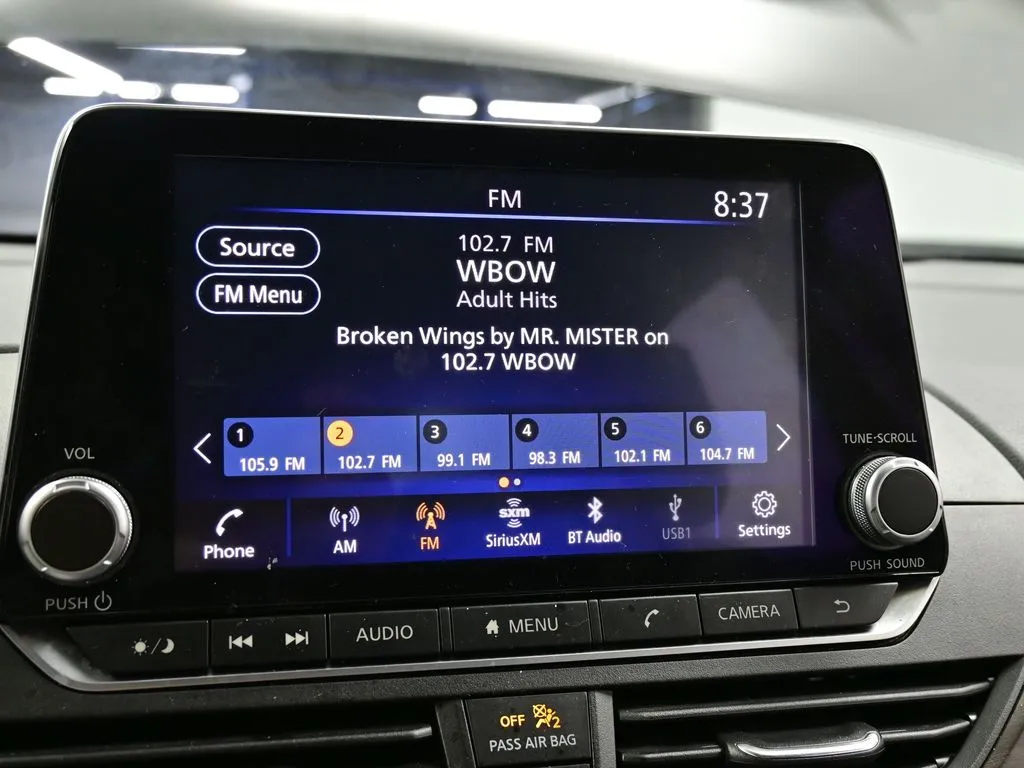 FM
8:37
Source
FM Menu
102.7 FM
WBOW
Adult Hits
Broken Wings by MR. MISTER on
102.7 WBOW
1 2 3 4 5 6
105.9 FM 102.7 FM 99.1 FM 98.3 FM 102.1 FM 104.7 FM
Phone AM FM sxm SiriusXM BT Audio USB1 Settings
VOL
PUSH
TUNE·SCROLL
PUSH SOUND
AUDIO MENU CAMERA
OFF 2
PASS AIR BAG